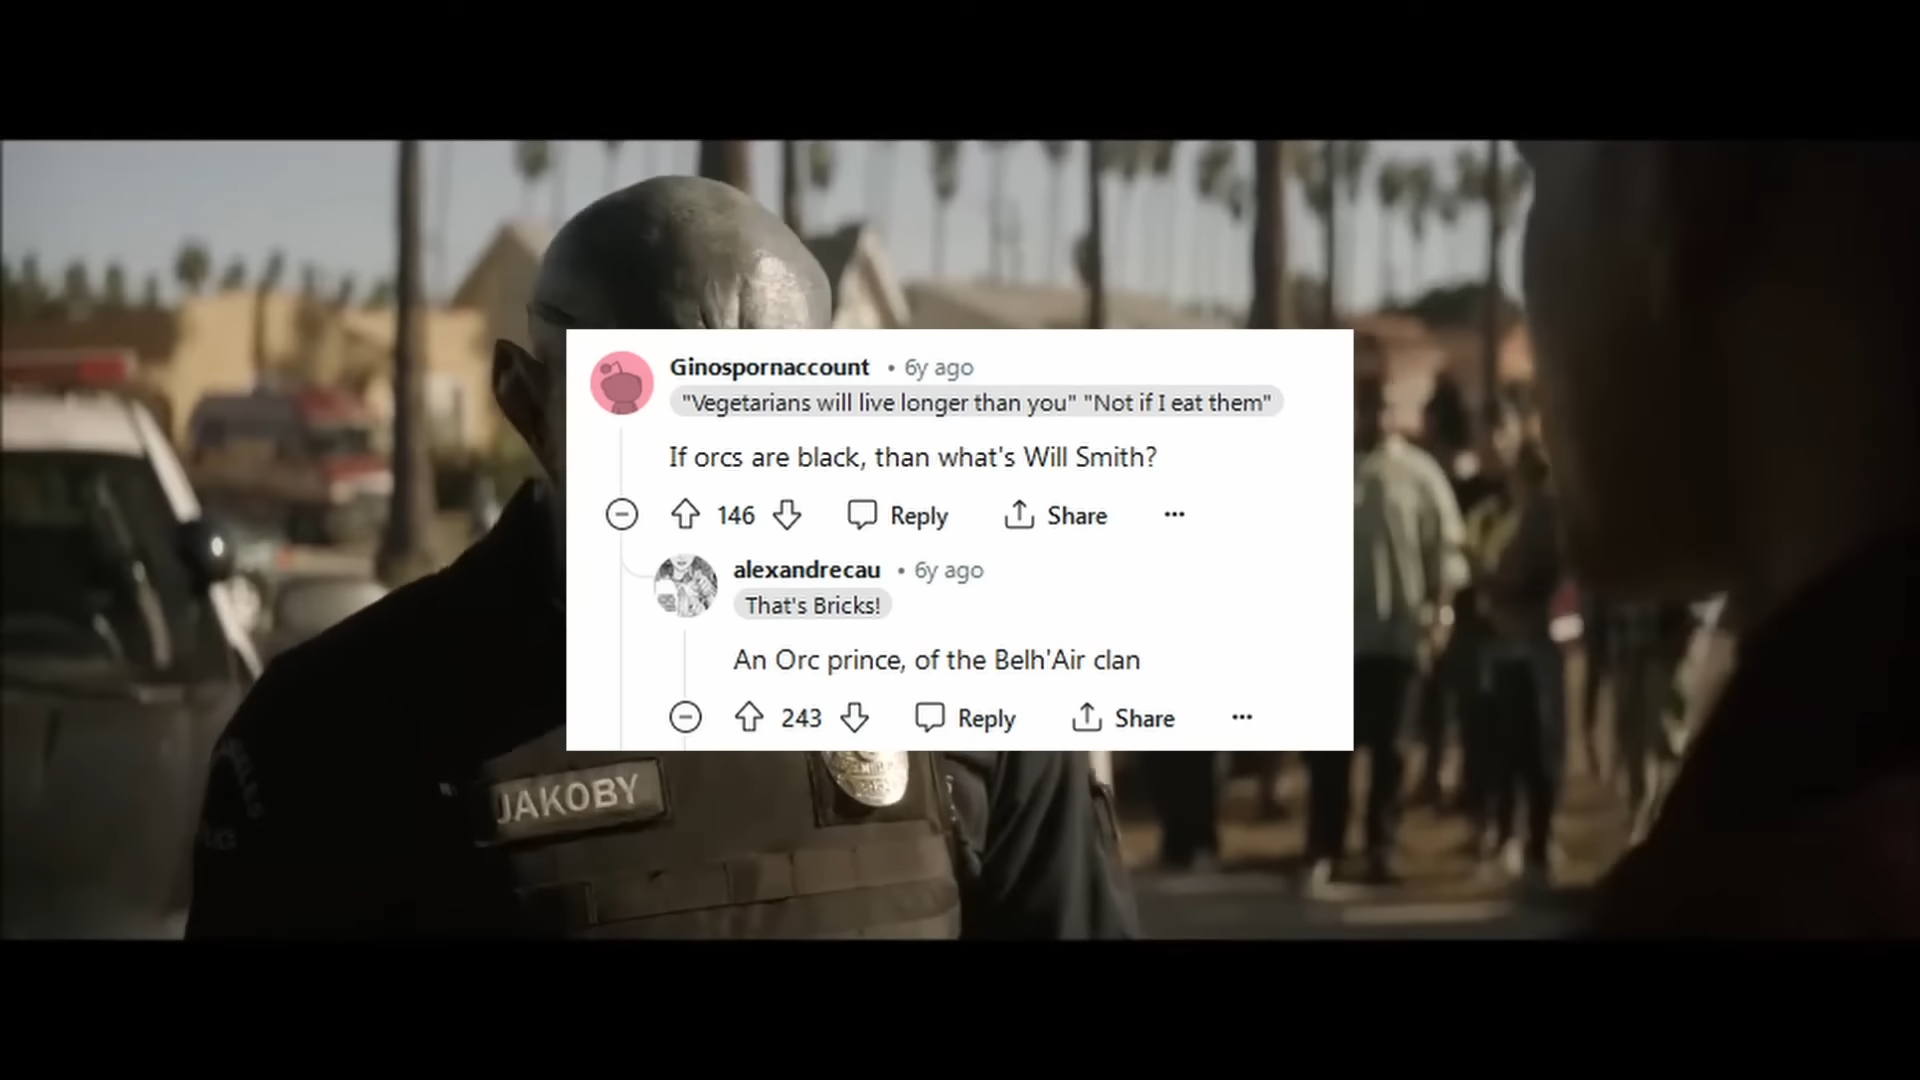 Ginospornaccount • 6y ago
"Vegetarians will live longer than you" "Not if I eat them"
If orcs are black, than what's Will Smith?
146 Reply Share ...
alexandrecau • 6y ago
That's Bricks!
An Orc prince, of the Belh'Air clan
243 Reply Share ...
JAKOBY